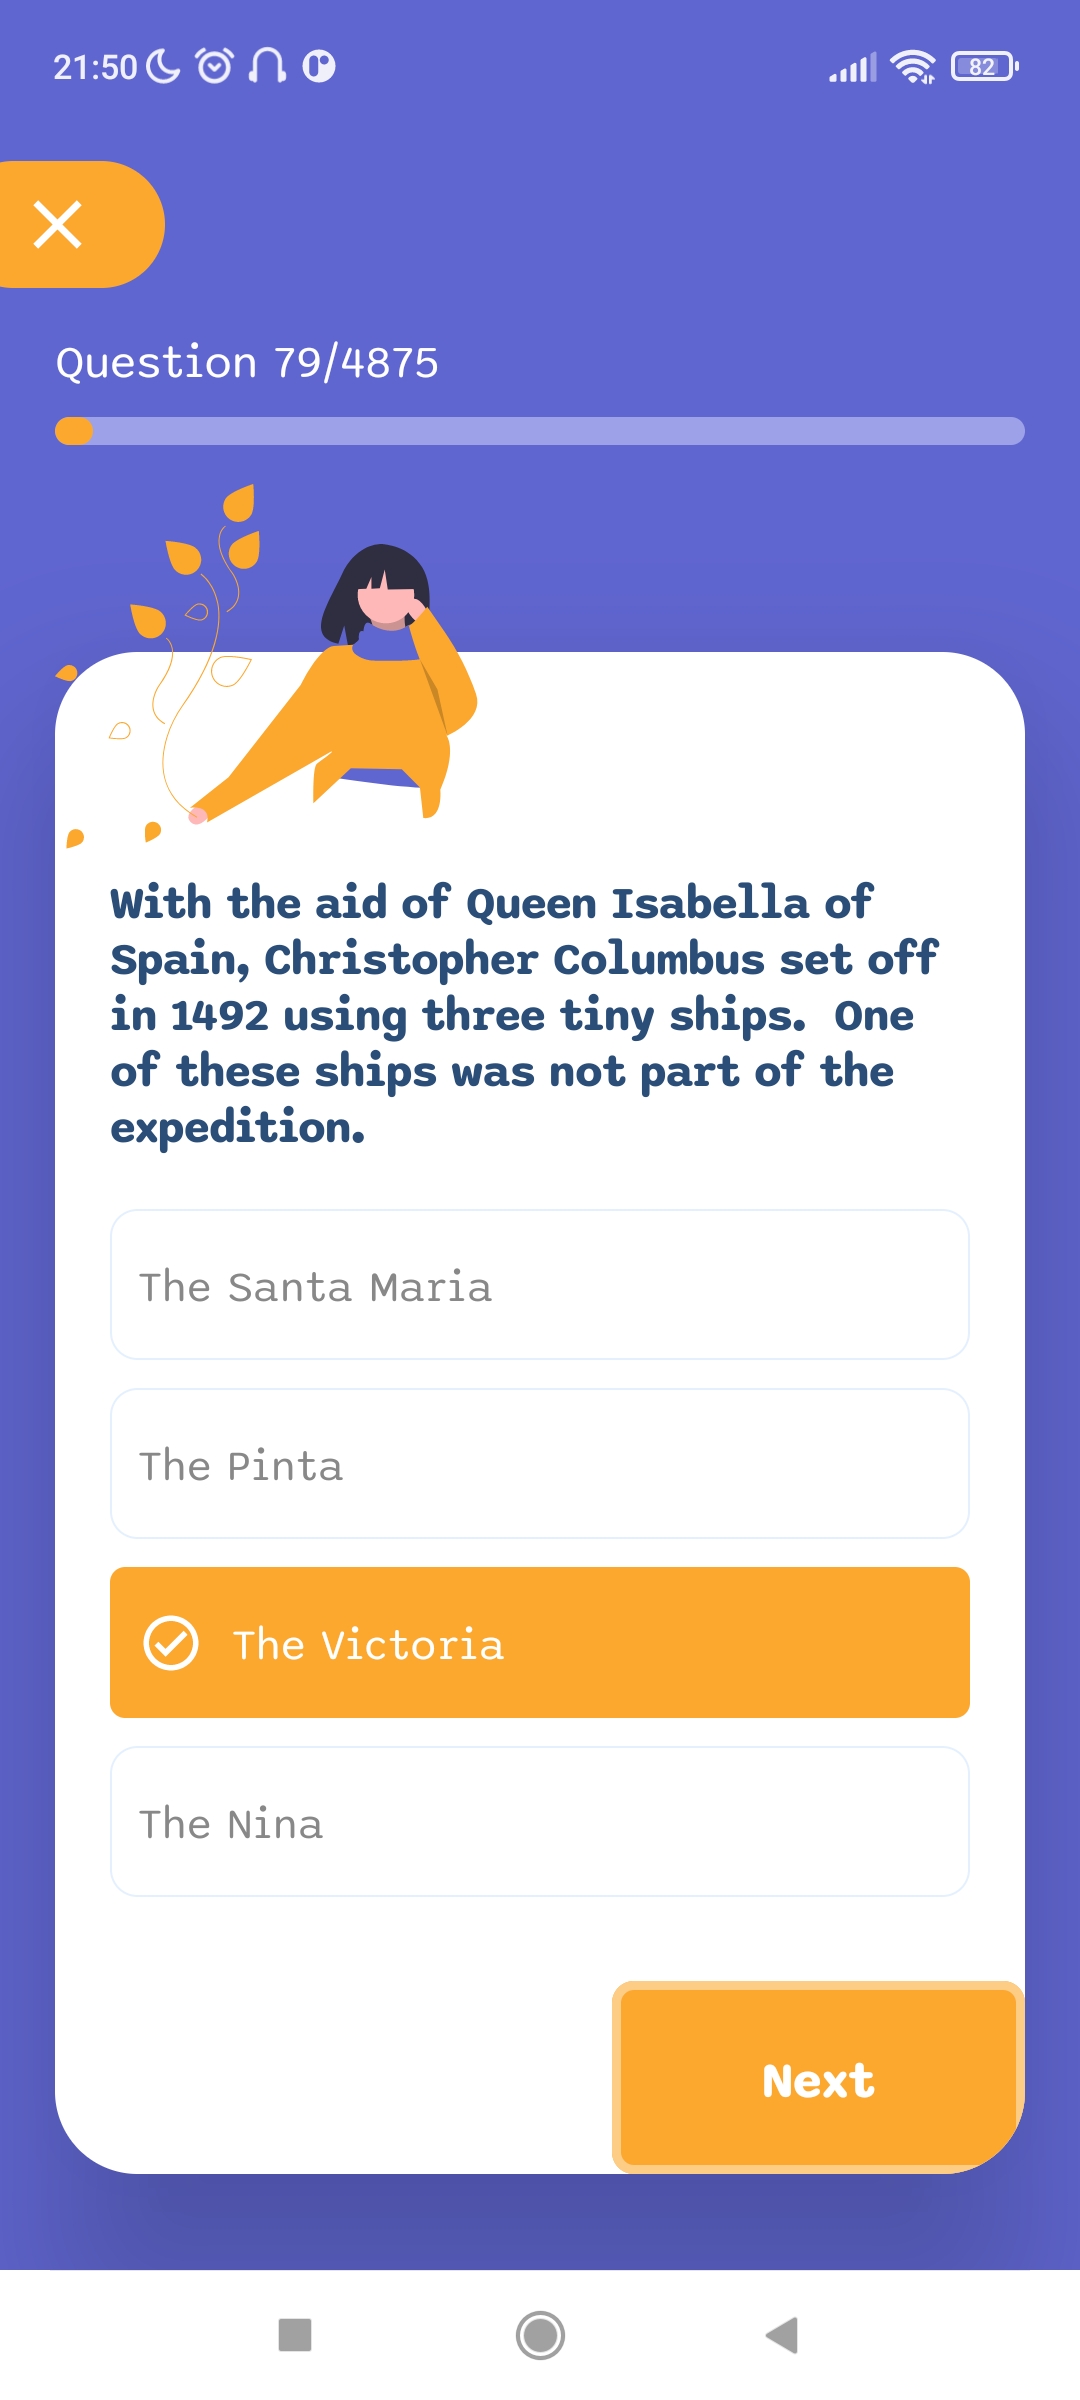 21:50
82
Question 79/4875
With the aid of Queen Isabella of
Spain, Christopher Columbus set off
in 1492 using three tiny ships.  One
of these ships was not part of the
expedition.
The Santa Maria
The Pinta
The Victoria
The Nina
Next